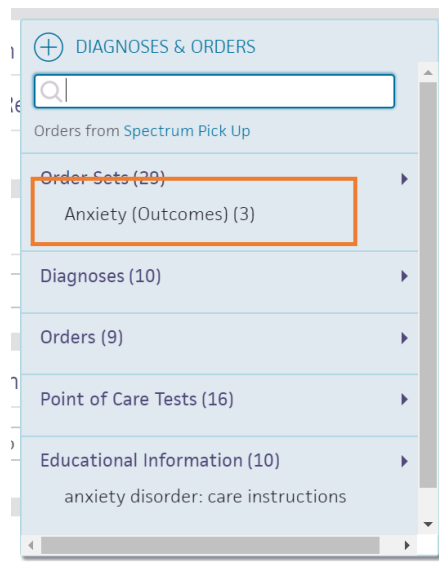 DIAGNOSES & ORDERS
Orders from Spectrum Pick Up
Order Sets (29)
Anxiety (Outcomes) (3)
Diagnoses (10)
Orders (9)
Point of Care Tests (16)
Educational Information (10)
anxiety disorder: care instructions